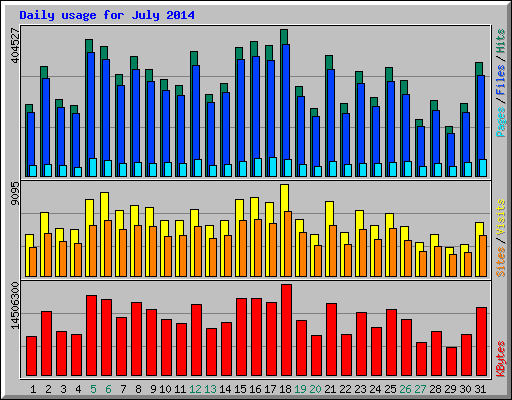 Daily usage for July 2014
404527
Pages / Files / Hits
9095
Sites / Visits
14506300
KBytes
1 2 3 4 5 6 7 8 9 10 11 12 13 14 15 16 17 18 19 20 21 22 23 24 25 26 27 28 29 30 31